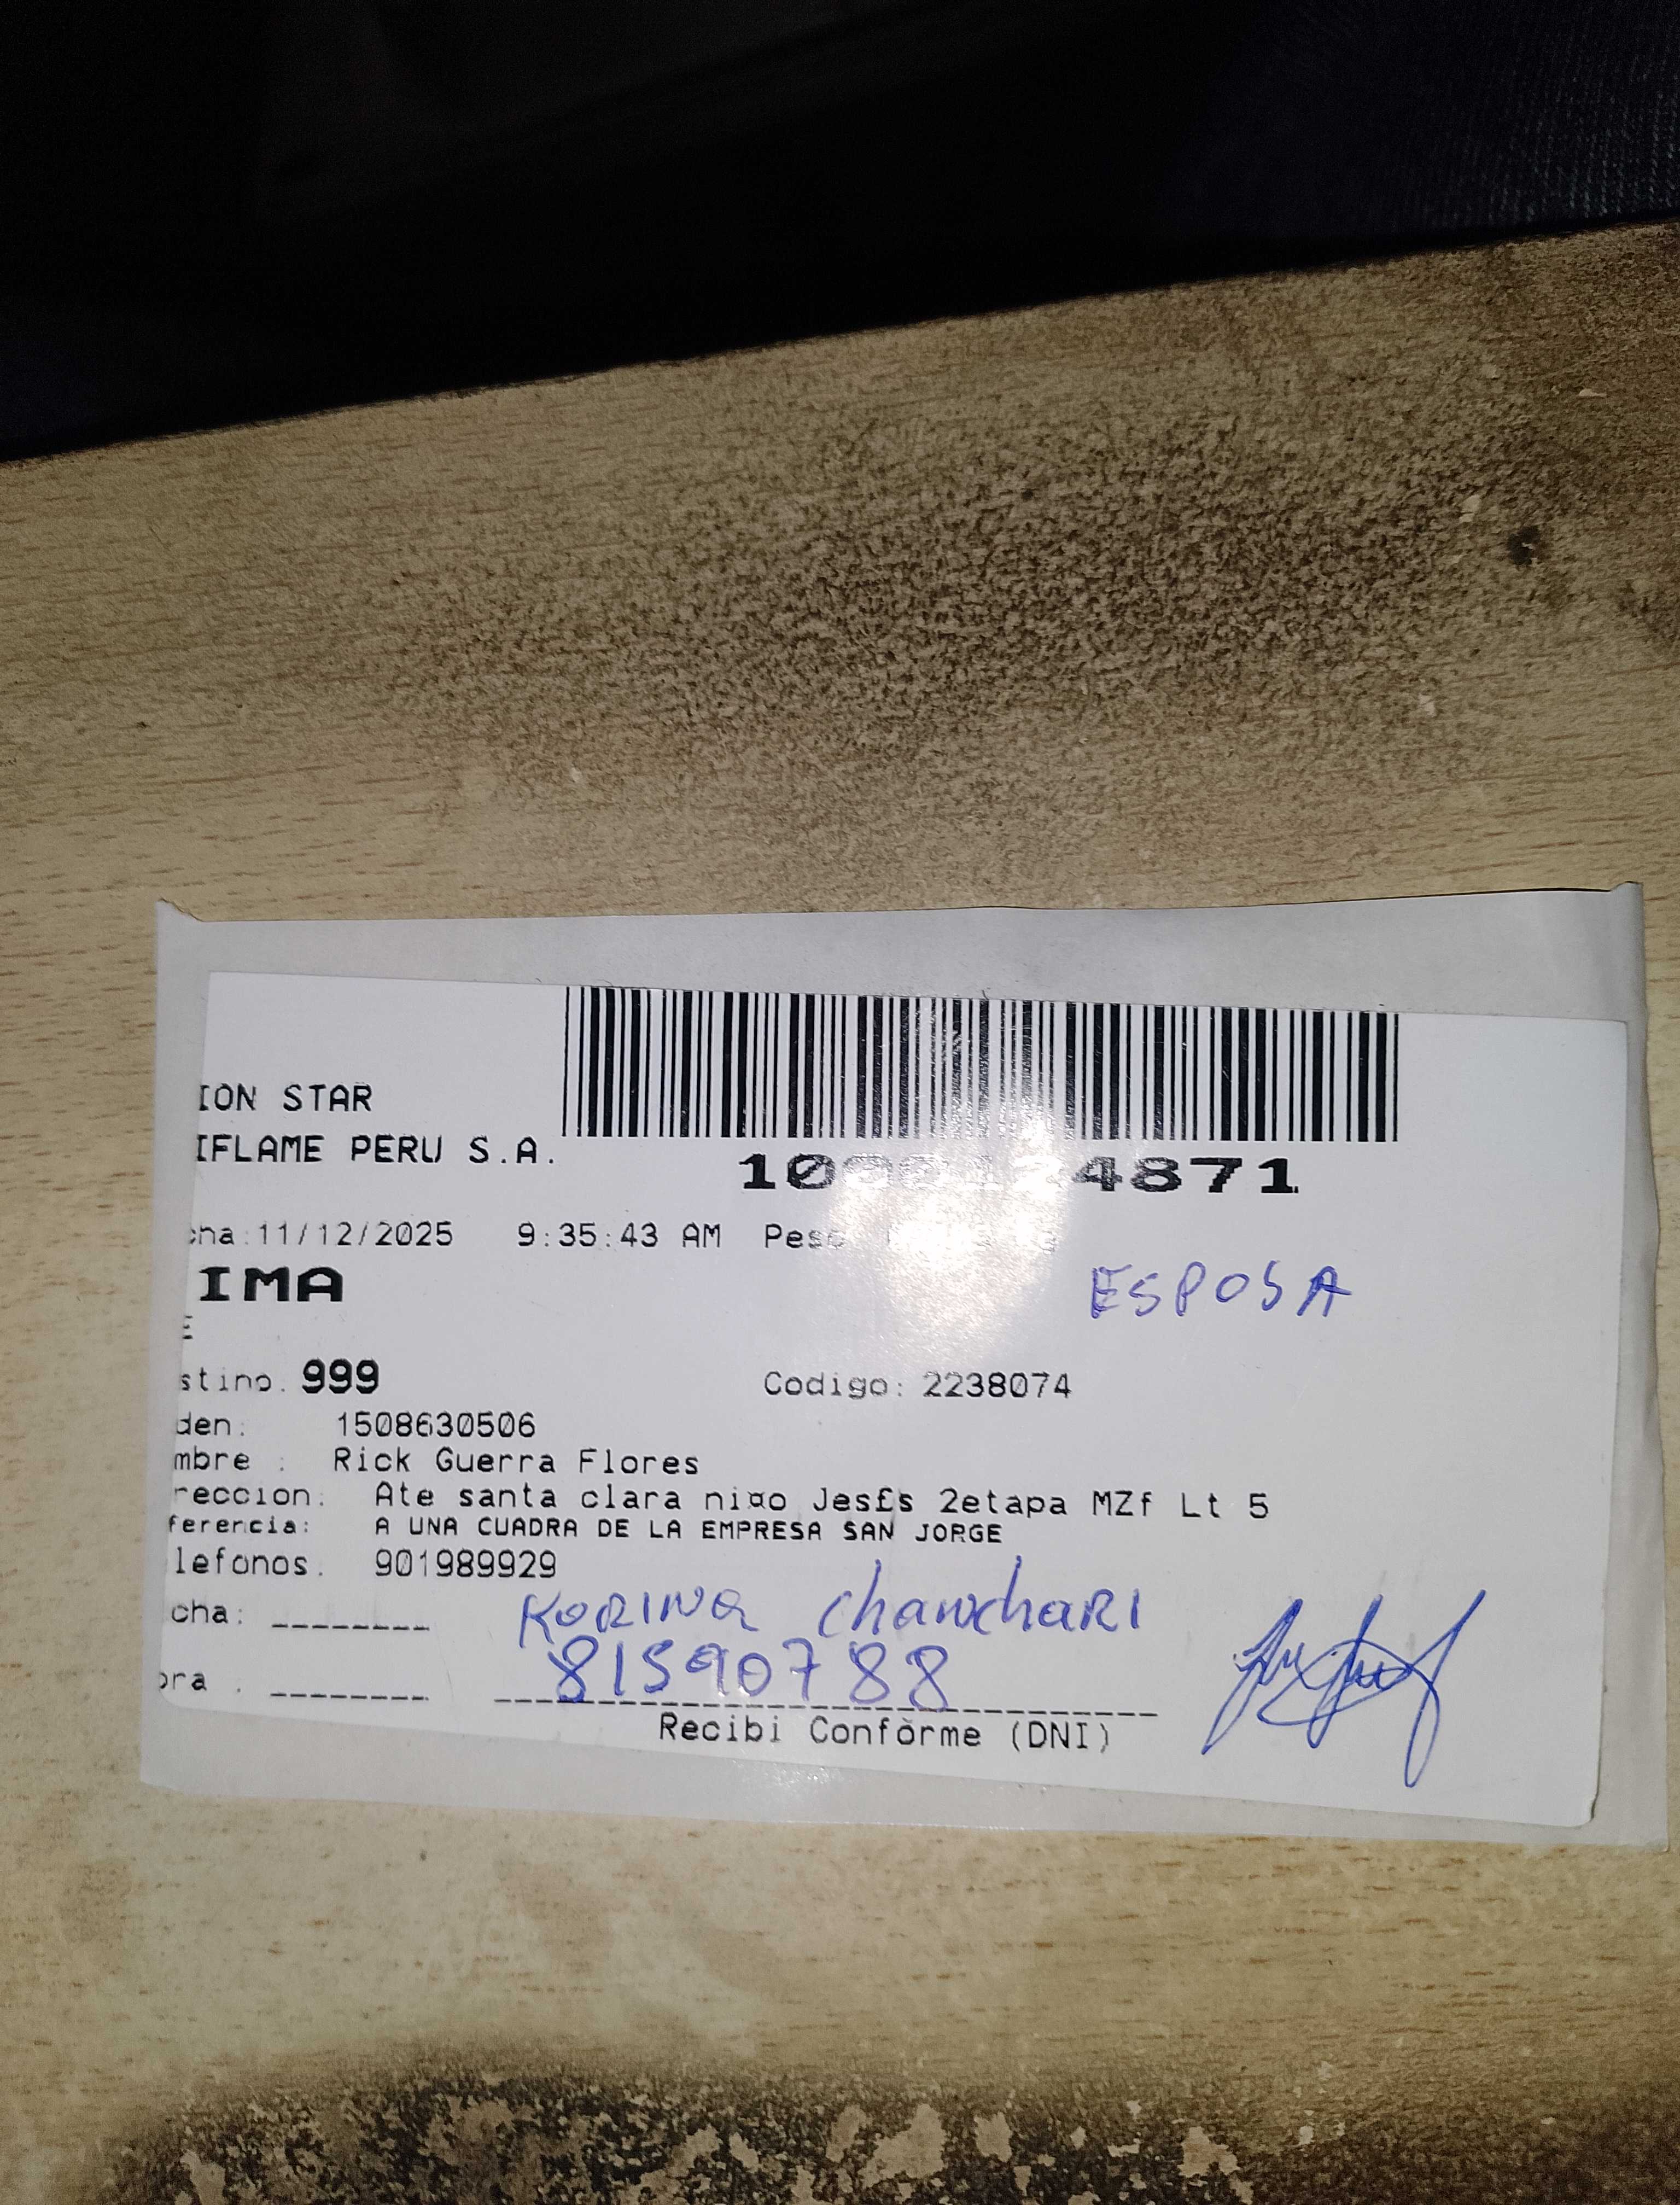 ION STAR
IFLAME PERU S.A.
cha:11/12/2025 9:35:43 AM Peso
IMA
ESPOSA
E
stino. 999 Codigo: 2238074
den: 1508630506
mbre : Rick Guerra Flores
reccion: Ate santa clara ni¤o Jes£s 2etapa MZf Lt 5
ferencia: A UNA CUADRA DE LA EMPRESA SAN JORGE
lefonos. 901989929
cha: ________ KORINA
ora . ________ 81590788
Recibi Conforme (DNI)